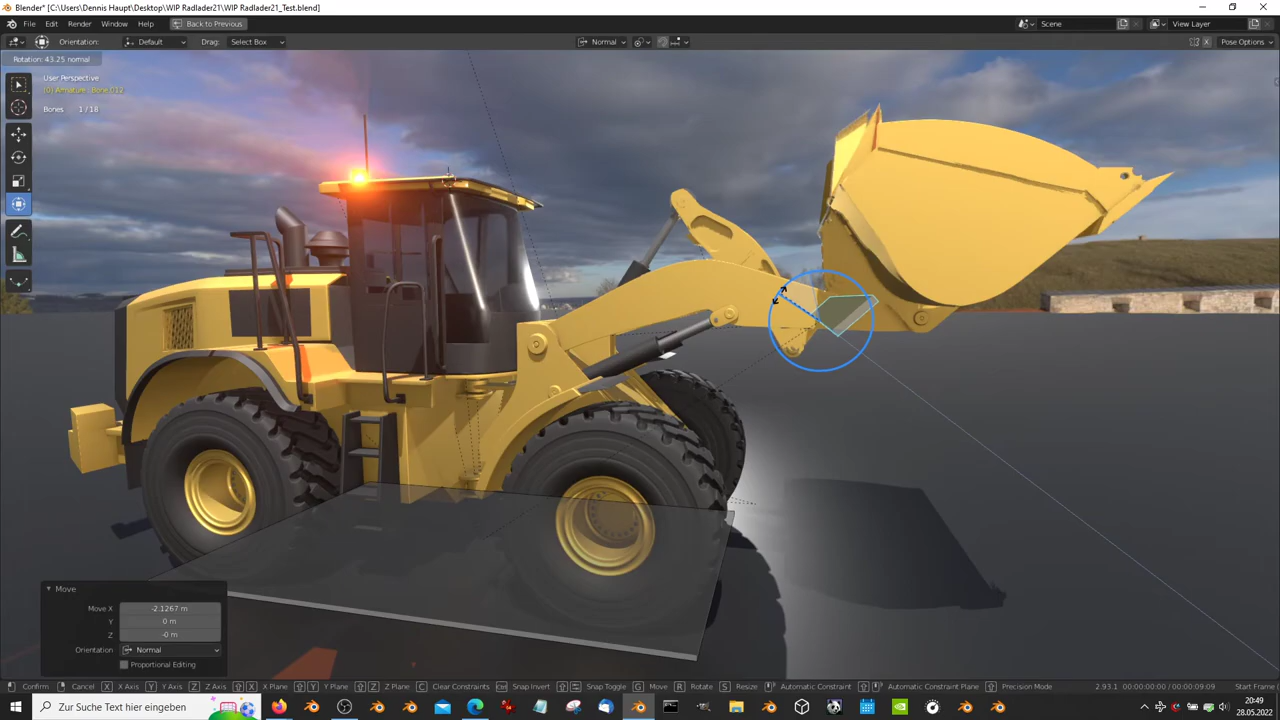 Blender* [C:\Users\Dennis Haupt\Desktop\WIP Radlader21\WIP Radlader21_Test.blend]
File Edit Render Window Help Back to Previous Scene View Layer
Orientation: Default Drag: Select Box Normal X Pose Options
Rotation: 43.25 normal
User Perspective
(0) Armature : Bone.012
Bones 1/18
Move
Move X -2.1267 m
Y 0 m
Z -0 m
Orientation Normal
Proportional Editing
Confirm Cancel X X Axis Y Y Axis Z Z Axis X X Plane Y Y Plane Z Z Plane C Clear Constraints Snap Invert Snap Toggle G Move R Rotate S Resize Automatic Constraint Automatic Constraint Plane Precision Mode 2.93.1 00:00:00:00 / 00:00:09:09 Start Frame
Zur Suche Text hier eingeben
20:49
28.05.2022